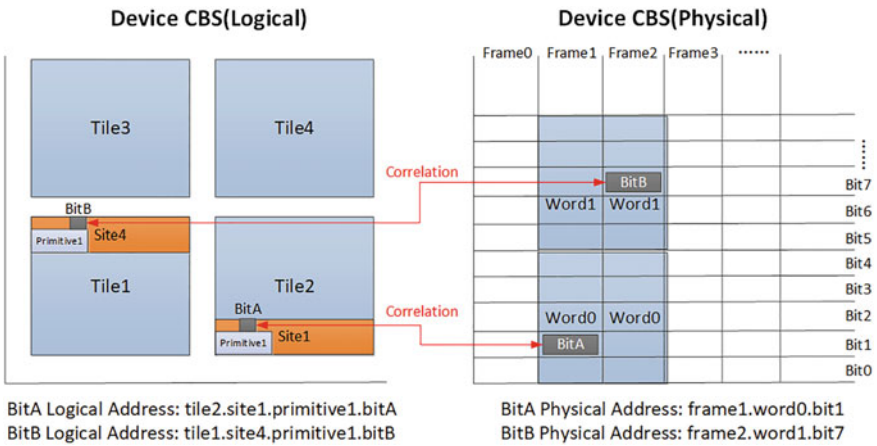 Device CBS(Logical)
Device CBS(Physical)
Frame0 Frame1 Frame2 Frame3 ······
Tile3
Tile4
Correlation
BitB
Bit7
BitB
Word1 Word1
Bit6
Primitive1
Site4
Bit5
Bit4
Tile1
Tile2
Bit3
BitA
Correlation
Word0 Word0
Bit2
Primitive1
Site1
BitA
Bit1
Bit0
BitA Logical Address: tile2.site1.primitive1.bitA
BitB Logical Address: tile1.site4.primitive1.bitB
BitA Physical Address: frame1.word0.bit1
BitB Physical Address: frame2.word1.bit7